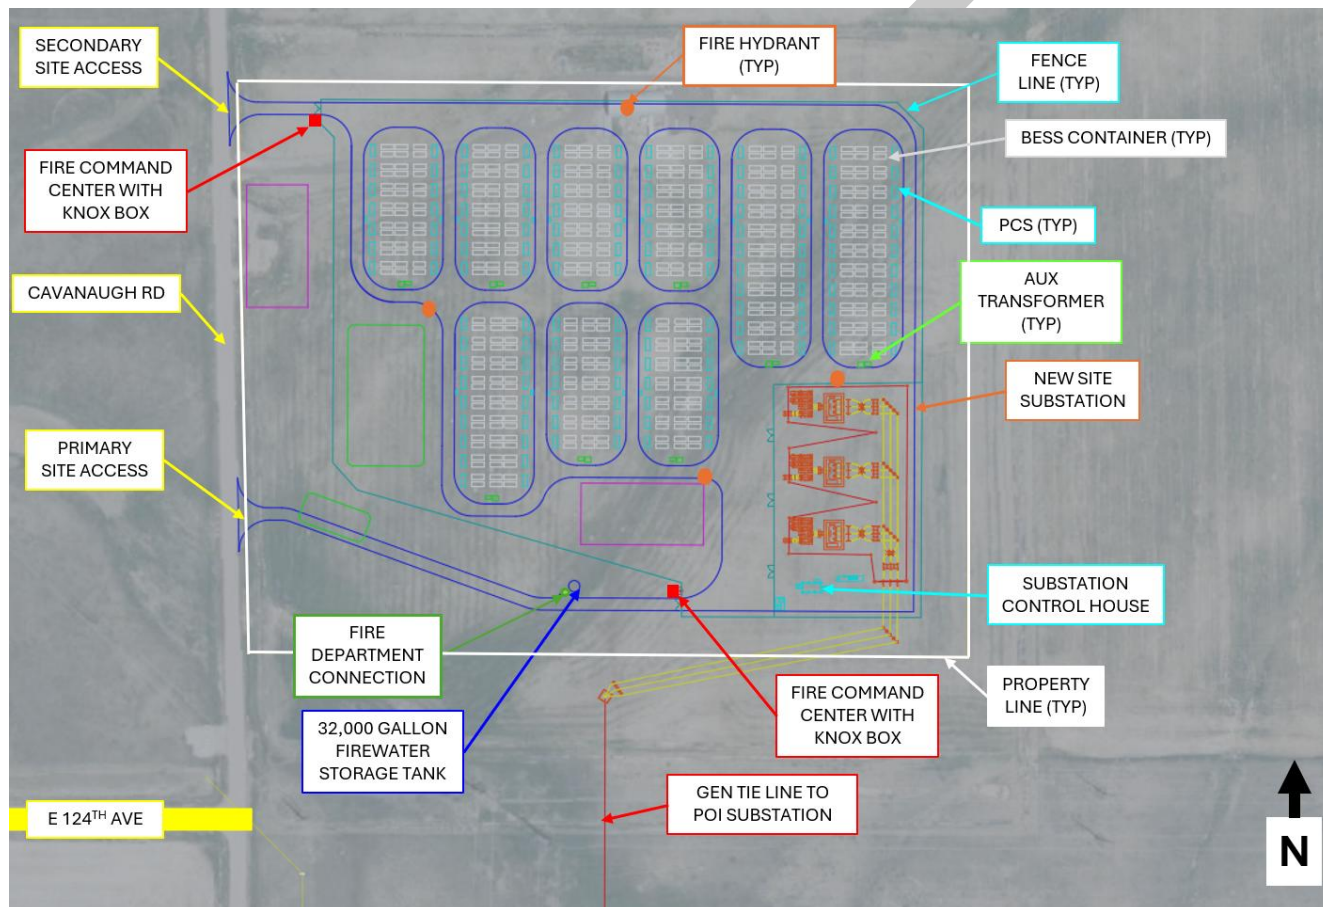 SECONDARY
SITE ACCESS
FIRE HYDRANT
(TYP)
FENCE
LINE (TYP)
BESS CONTAINER (TYP)
FIRE COMMAND
CENTER WITH
KNOX BOX
PCS (TYP)
CAVANAUGH RD
AUX
TRANSFORMER
(TYP)
NEW SITE
SUBSTATION
PRIMARY
SITE ACCESS
SUBSTATION
CONTROL HOUSE
FIRE
DEPARTMENT
CONNECTION
PROPERTY
LINE (TYP)
FIRE COMMAND
CENTER WITH
KNOX BOX
32,000 GALLON
FIREWATER
STORAGE TANK
GEN TIE LINE TO
POI SUBSTATION
E 124TH AVE
N